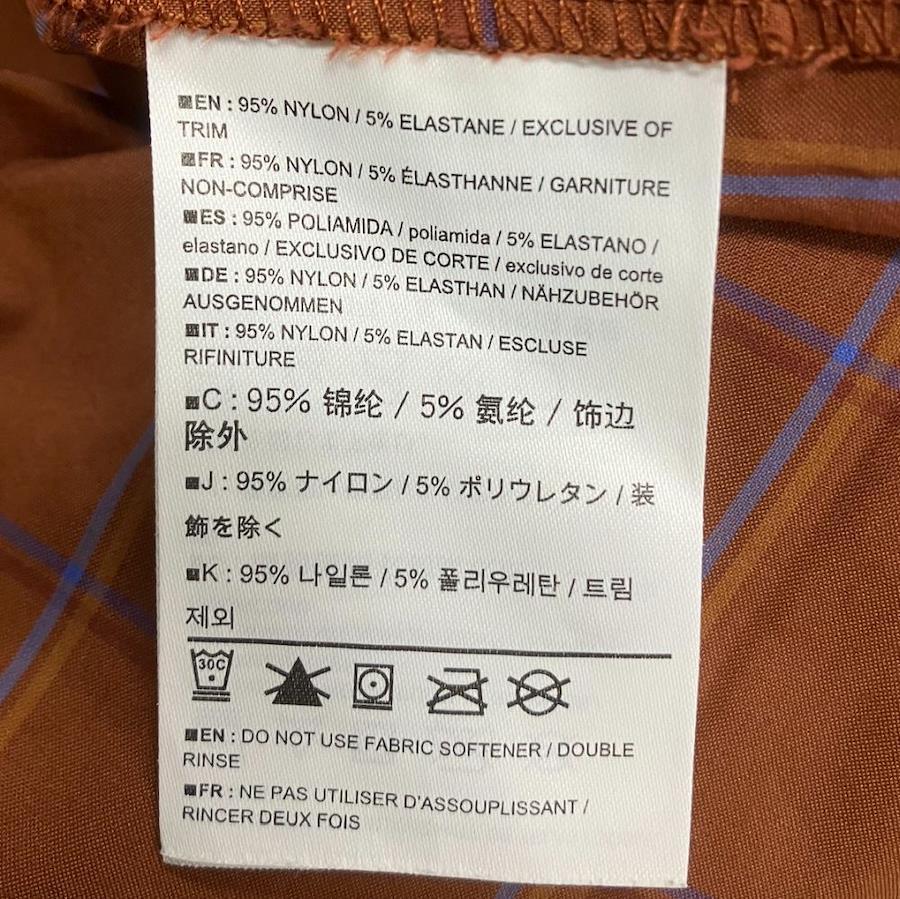 EN : 95% NYLON / 5% ELASTANE / EXCLUSIVE OF
TRIM
FR : 95% NYLON / 5% ÉLASTHANNE / GARNITURE
NON-COMPRISE
ES : 95% POLIAMIDA / poliamida / 5% ELASTANO /
elastano / EXCLUSIVO DE CORTE / exclusivo de corte
DE : 95% NYLON / 5% ELASTHAN / NÄHZUBEHÖR
AUSGENOMMEN
IT : 95% NYLON / 5% ELASTAN / ESCLUSE
RIFINITURE
C : 95% 锦纶 / 5% 氨纶 / 饰边
除外
J : 95% ナイロン / 5% ポリウレタン / 装
飾を除く
K : 95% 나일론 / 5% 폴리우레탄 / 트림
제외
30C
EN : DO NOT USE FABRIC SOFTENER / DOUBLE
RINSE
FR : NE PAS UTILISER D'ASSOUPLISSANT /
RINCER DEUX FOIS